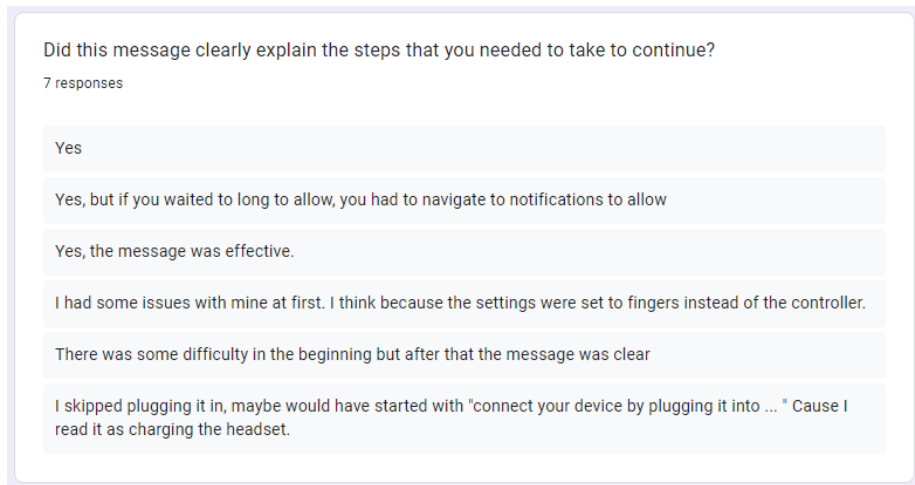 Did this message clearly explain the steps that you needed to take to continue?
7 responses
Yes
Yes, but if you waited to long to allow, you had to navigate to notifications to allow
Yes, the message was effective.
I had some issues with mine at first. I think because the settings were set to fingers instead of the controller.
There was some difficulty in the beginning but after that the message was clear
I skipped plugging it in, maybe would have started with "connect your device by plugging it into ... " Cause I
read it as charging the headset.